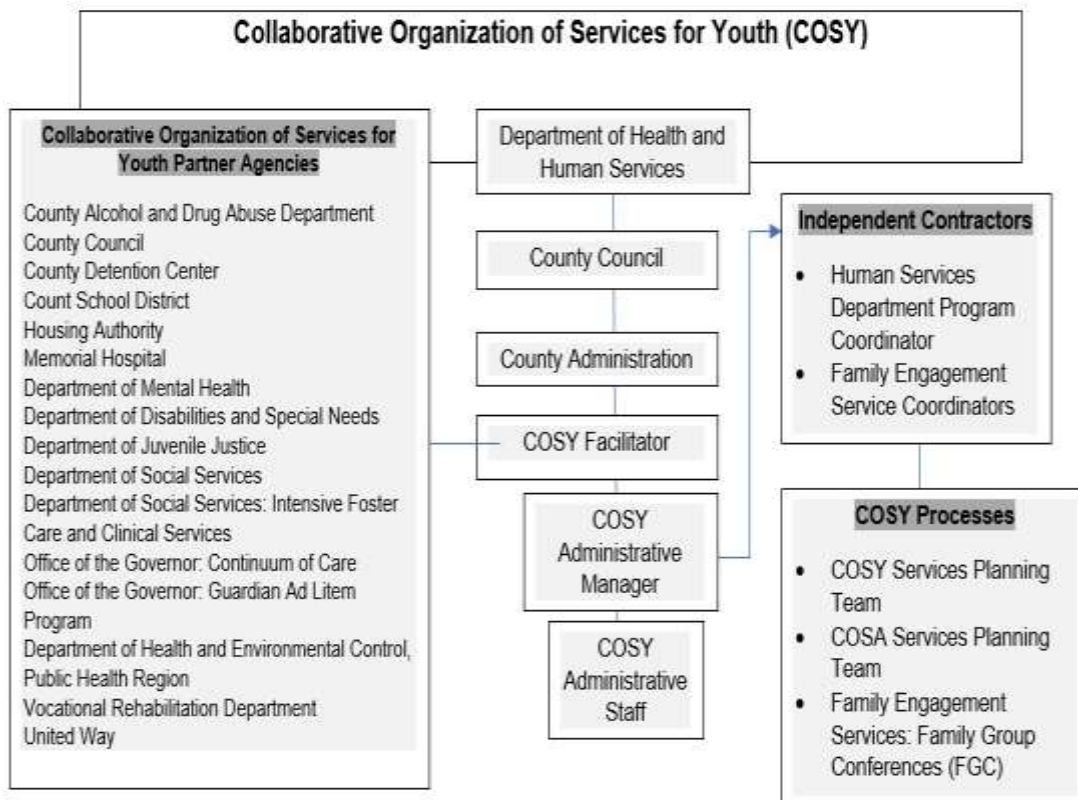 Collaborative Organization of Services for Youth (COSY)
Collaborative Organization of Services for
Youth Partner Agencies
County Alcohol and Drug Abuse Department
County Council
County Detention Center
Count School District
Housing Authority
Memorial Hospital
Department of Mental Health
Department of Disabilities and Special Needs
Department of Juvenile Justice
Department of Social Services
Department of Social Services: Intensive Foster
Care and Clinical Services
Office of the Governor: Continuum of Care
Office of the Governor: Guardian Ad Litem
Program
Department of Health and Environmental Control,
Public Health Region
Vocational Rehabilitation Department
United Way
Department of Health and
Human Services
County Council
County Administration
COSY Facilitator
COSY
Administrative
Manager
COSY
Administrative
Staff
Independent Contractors
• Human Services
Department Program
Coordinator
• Family Engagement
Service Coordinators
COSY Processes
• COSY Services Planning
Team
• COSA Services Planning
Team
• Family Engagement
Services: Family Group
Conferences (FGC)